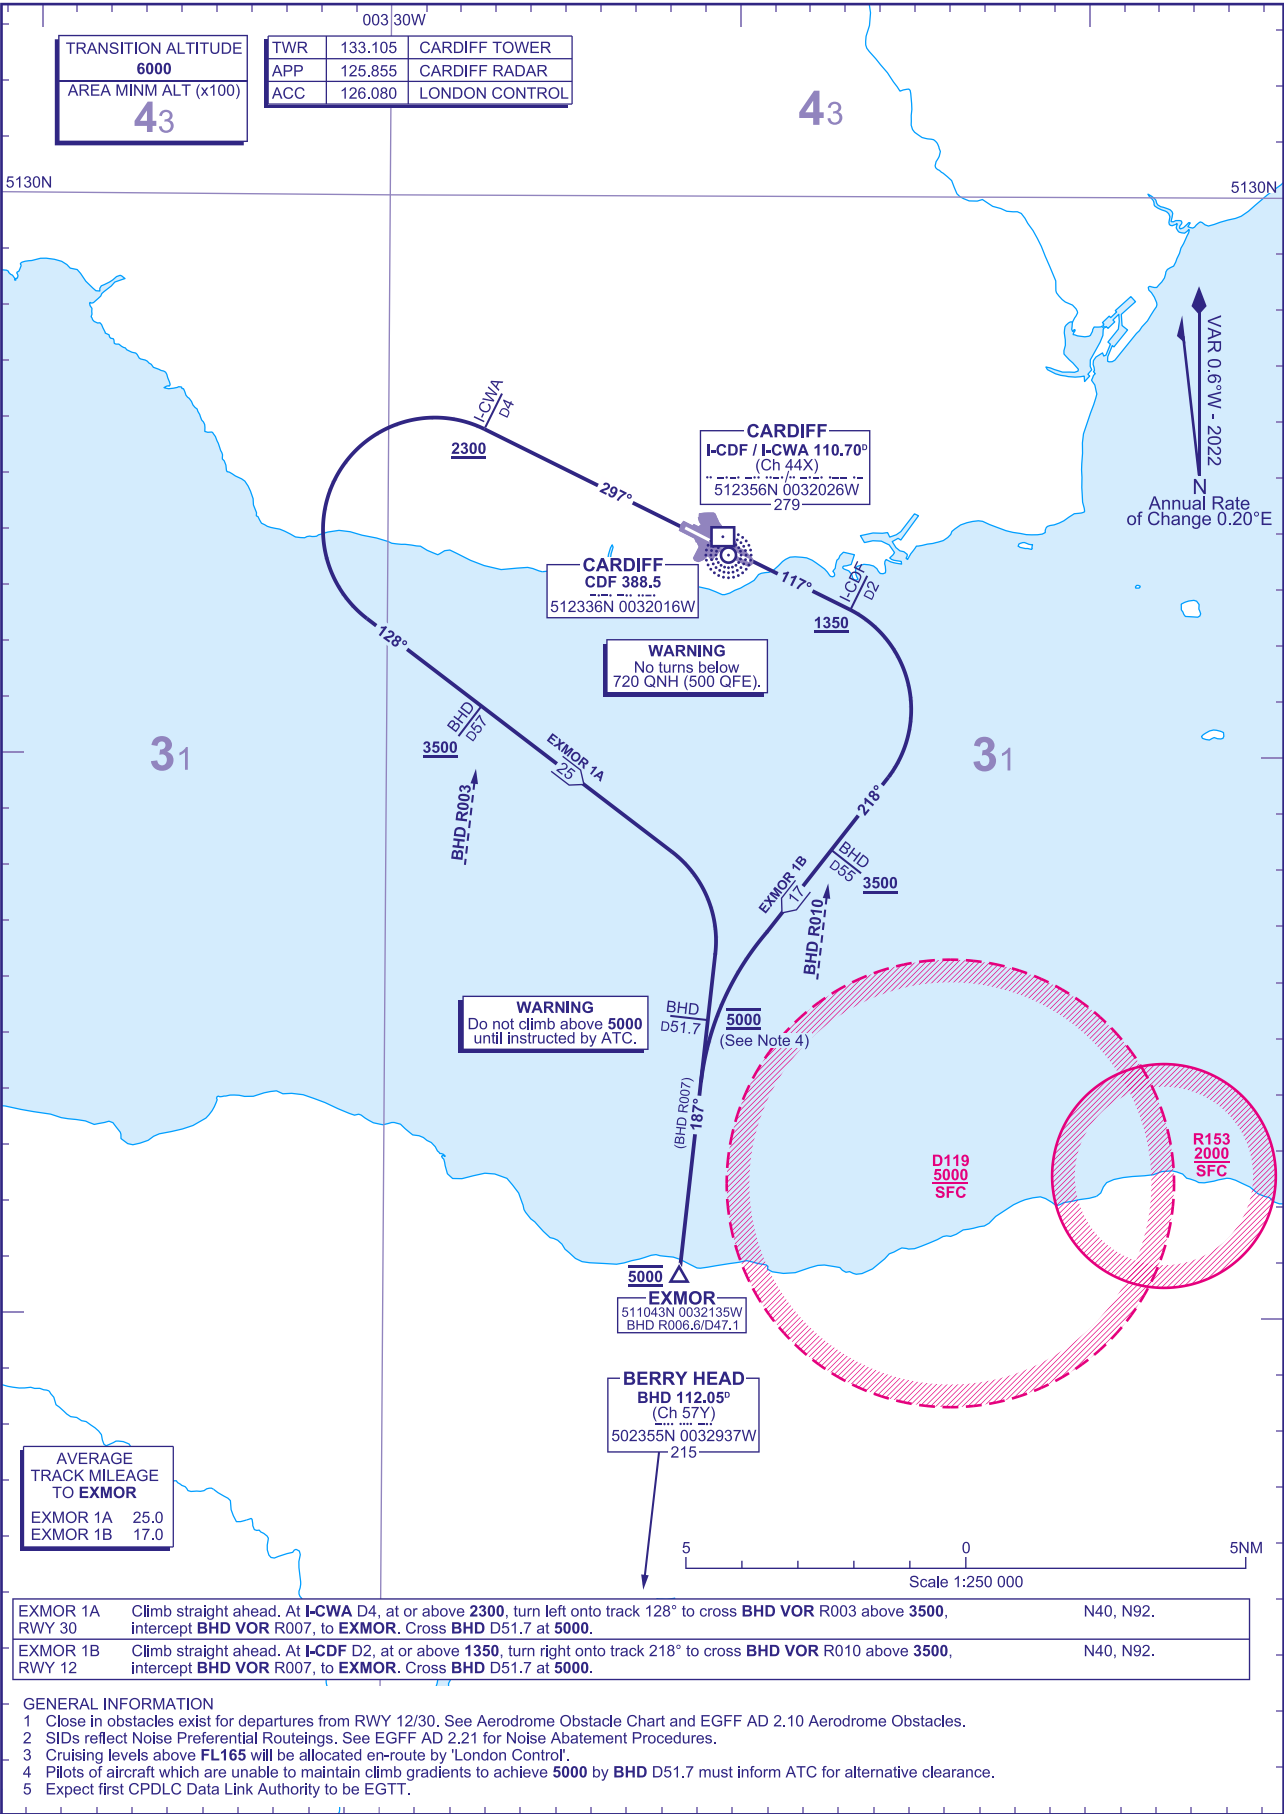 003 30W
TRANSITION ALTITUDE
6000
AREA MINM ALT (x100)
43
TWR 133.105 CARDIFF TOWER
APP 125.855 CARDIFF RADAR
ACC 126.080 LONDON CONTROL
43
5130N
5130N
VAR 0.6°W - 2022
N
Annual Rate
of Change 0.20°E
I-CWA
D4
2300
297°
CARDIFF
I-CDF / I-CWA 110.70ᴰ
(Ch 44X)
512356N 0032026W
279
CARDIFF
CDF 388.5
512336N 0032016W
117°
I-CDF
D2
1350
128°
WARNING
No turns below
720 QNH (500 QFE).
BHD
D57
3500
EXMOR 1A
25
31
31
BHD R003
218°
BHD
D55
3500
EXMOR 1B
17
BHD R010
WARNING
Do not climb above 5000
until instructed by ATC.
BHD
D51.7
5000
(See Note 4)
(BHD R007)
187°
D119
5000
SFC
R153
2000
SFC
5000
EXMOR
511043N 0032135W
BHD R006.6/D47.1
BERRY HEAD
BHD 112.05ᴰ
(Ch 57Y)
502355N 0032937W
215
AVERAGE
TRACK MILEAGE
TO EXMOR
EXMOR 1A 25.0
EXMOR 1B 17.0
5 0 5NM
Scale 1:250 000
EXMOR 1A Climb straight ahead. At I-CWA D4, at or above 2300, turn left onto track 128° to cross BHD VOR R003 above 3500, N40, N92.
RWY 30 intercept BHD VOR R007, to EXMOR. Cross BHD D51.7 at 5000.
EXMOR 1B Climb straight ahead. At I-CDF D2, at or above 1350, turn right onto track 218° to cross BHD VOR R010 above 3500, N40, N92.
RWY 12 intercept BHD VOR R007, to EXMOR. Cross BHD D51.7 at 5000.
GENERAL INFORMATION
1 Close in obstacles exist for departures from RWY 12/30. See Aerodrome Obstacle Chart and EGFF AD 2.10 Aerodrome Obstacles.
2 SIDs reflect Noise Preferential Routeings. See EGFF AD 2.21 for Noise Abatement Procedures.
3 Cruising levels above FL165 will be allocated en-route by 'London Control'.
4 Pilots of aircraft which are unable to maintain climb gradients to achieve 5000 by BHD D51.7 must inform ATC for alternative clearance.
5 Expect first CPDLC Data Link Authority to be EGTT.